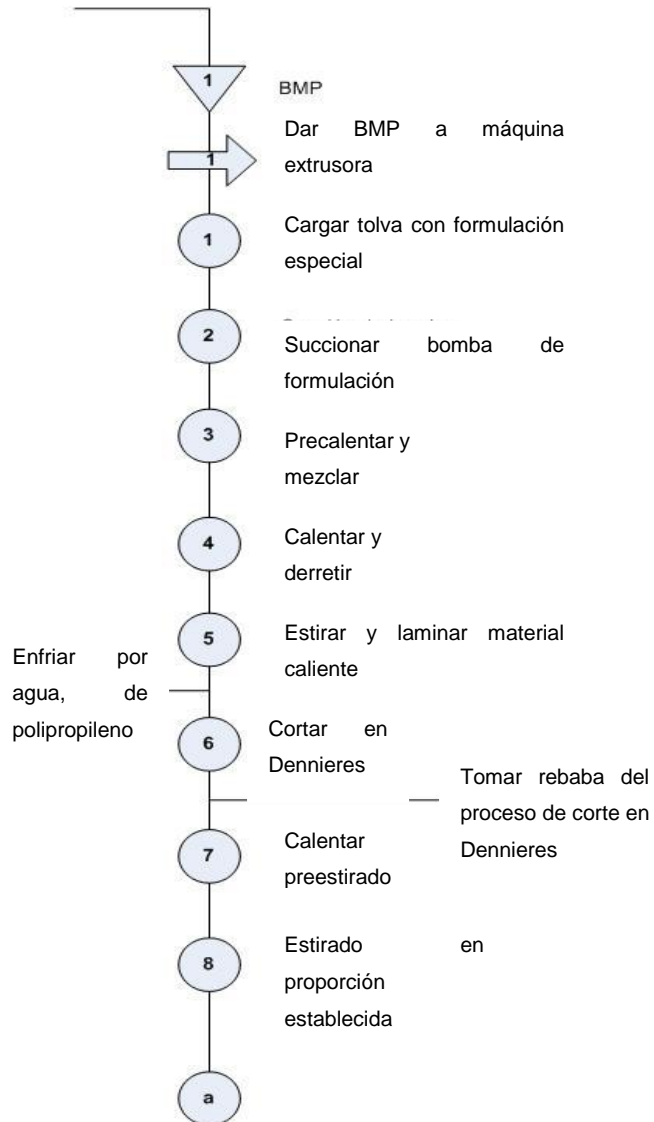 1
BMP
Dar BMP a máquina
extrusora
1
Cargar tolva con formulación
especial
1
2
Succionar bomba de
formulación
3
Precalentar y
mezclar
4
Calentar y
derretir
5
Estirar y laminar material
caliente
Enfriar por
agua, de
polipropileno
6
Cortar en
Dennieres
Tomar rebaba del
proceso de corte en
Dennieres
7
Calentar
preestirado
8
Estirado en
proporción
establecida
a